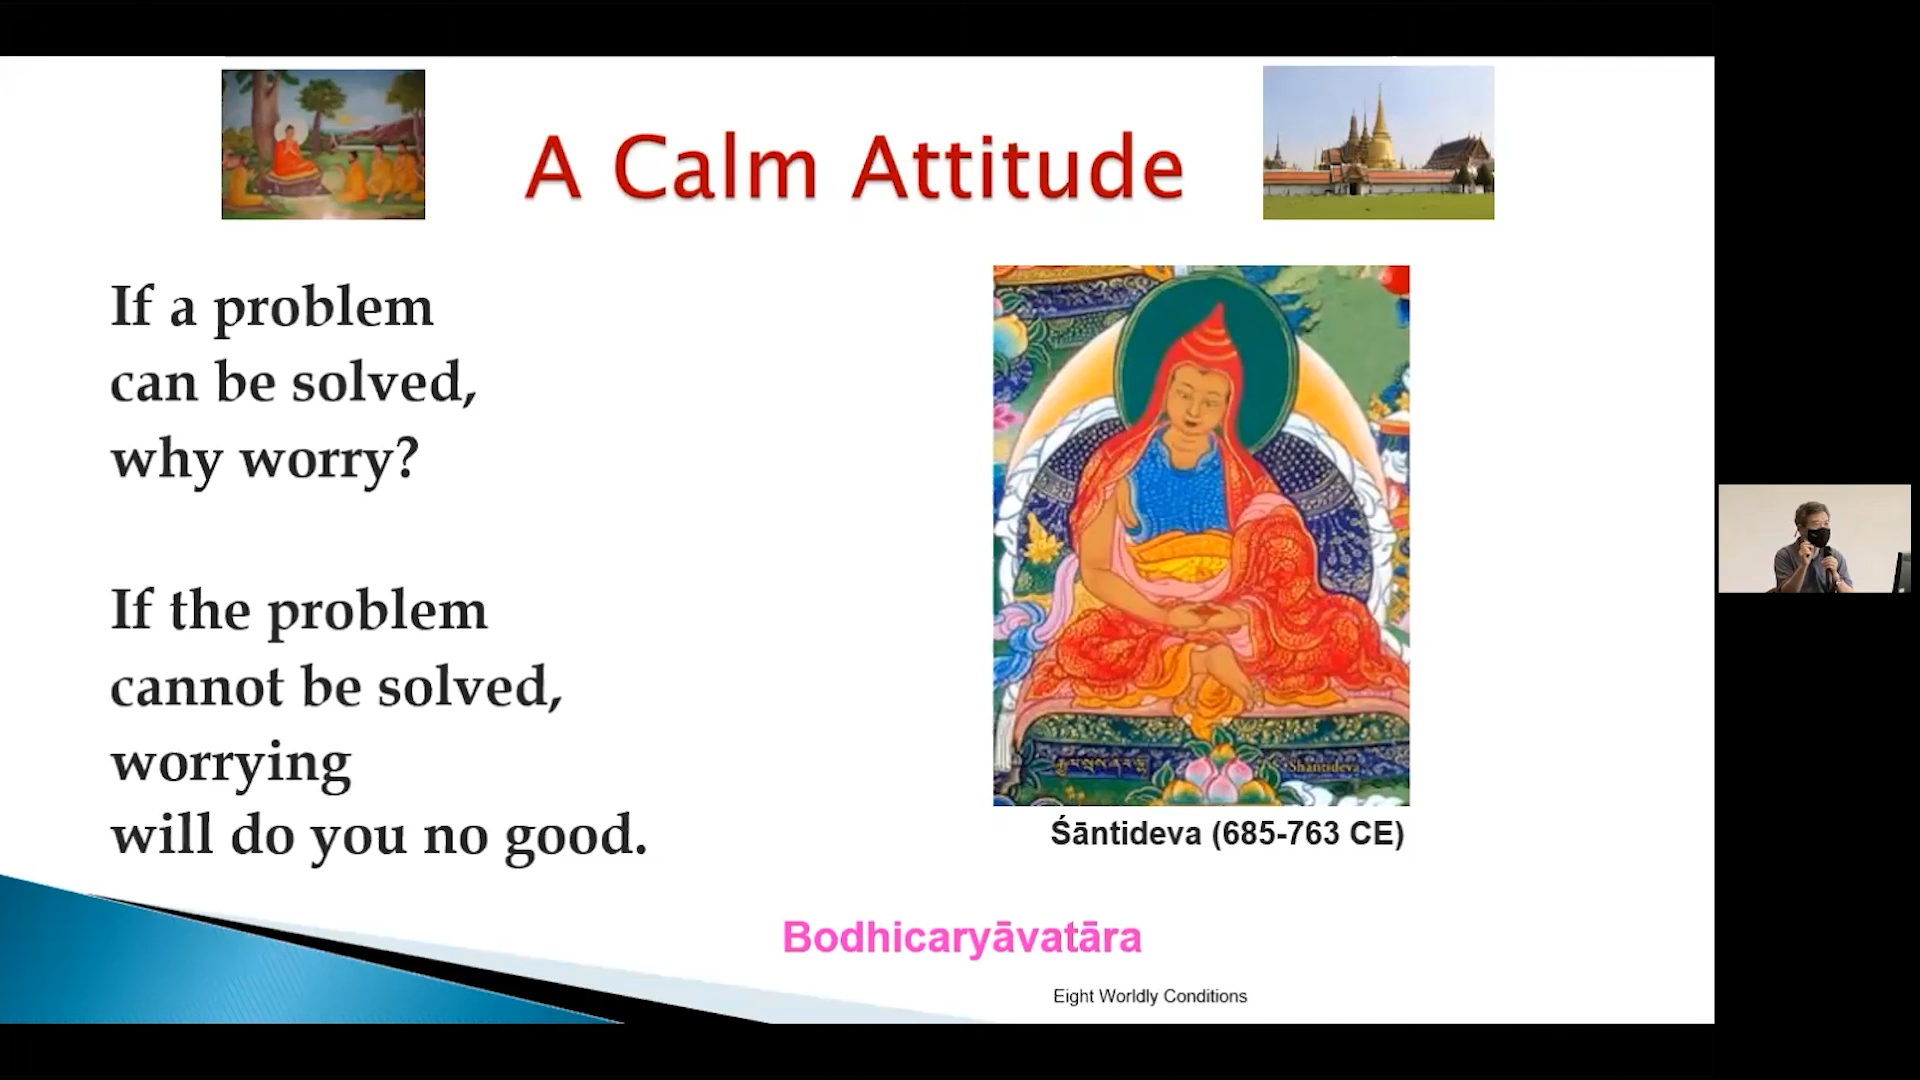 A Calm Attitude
If a problem
can be solved,
why worry?
If the problem
cannot be solved,
worrying
will do you no good.
Shantideva
Śāntideva (685-763 CE)
Bodhicaryāvatāra
Eight Worldly Conditions